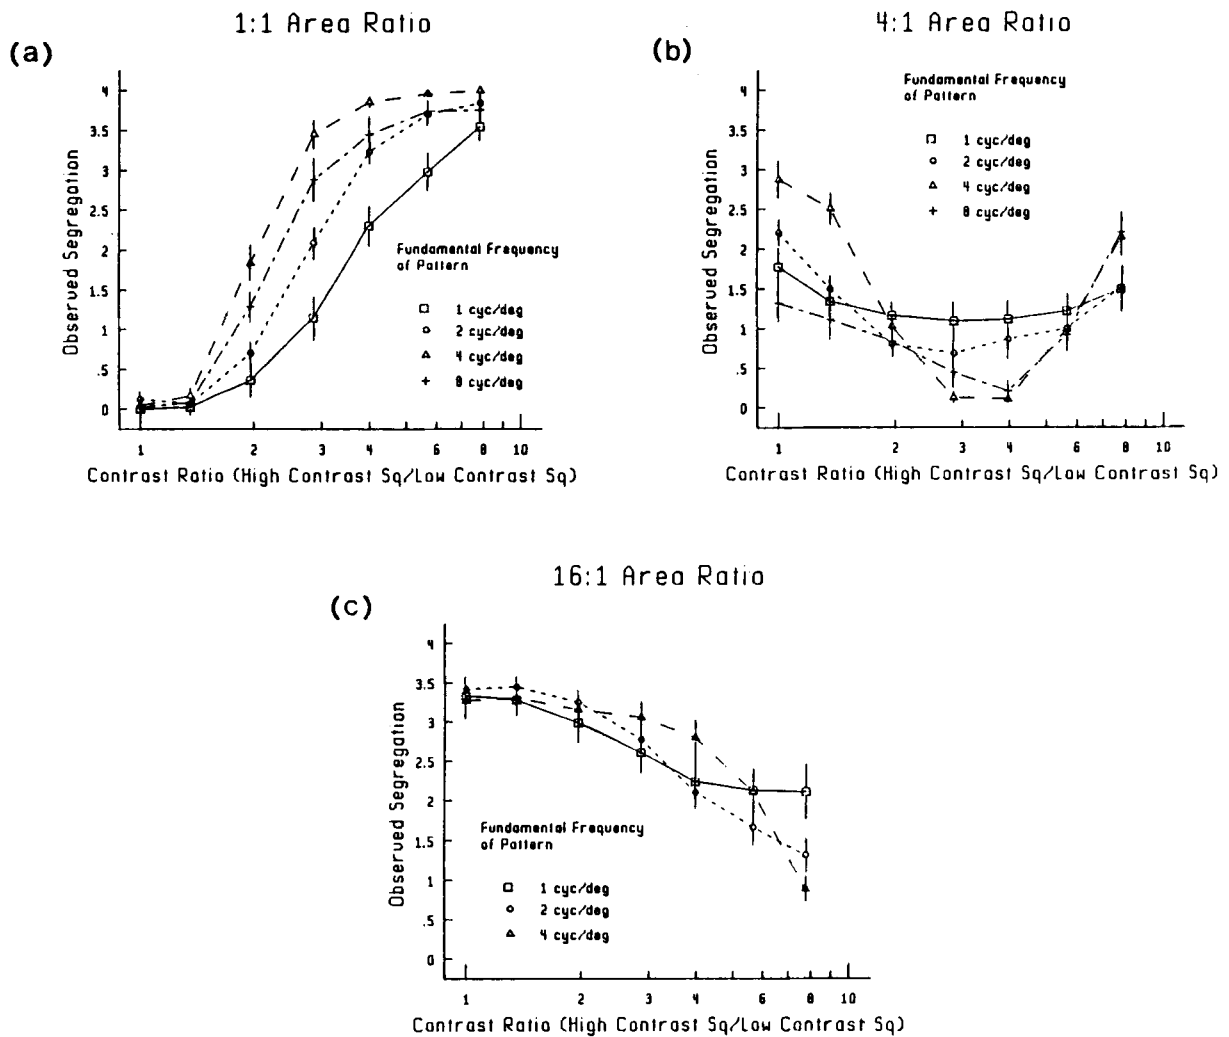 1:1 Area Ratio
(a)
4
3.5
3
2.5
2
1.5
1
.5
0
Observed Segregation
Fundamental Frequency
of Pattern
1 cyc/deg
2 cyc/deg
4 cyc/deg
8 cyc/deg
1 2 3 4 6 8 10
Contrast Ratio (High Contrast Sq/Low Contrast Sq)
4:1 Area Ratio
(b)
4
3.5
3
2.5
2
1.5
1
.5
0
Observed Segregation
Fundamental Frequency
of Pattern
1 cyc/deg
2 cyc/deg
4 cyc/deg
8 cyc/deg
1 2 3 4 6 8 10
Contrast Ratio (High Contrast Sq/Low Contrast Sq)
16:1 Area Ratio
(c)
4
3.5
3
2.5
2
1.5
1
.5
0
Observed Segregation
Fundamental Frequency
of Pattern
1 cyc/deg
2 cyc/deg
4 cyc/deg
1 2 3 4 6 8 10
Contrast Ratio (High Contrast Sq/Low Contrast Sq)